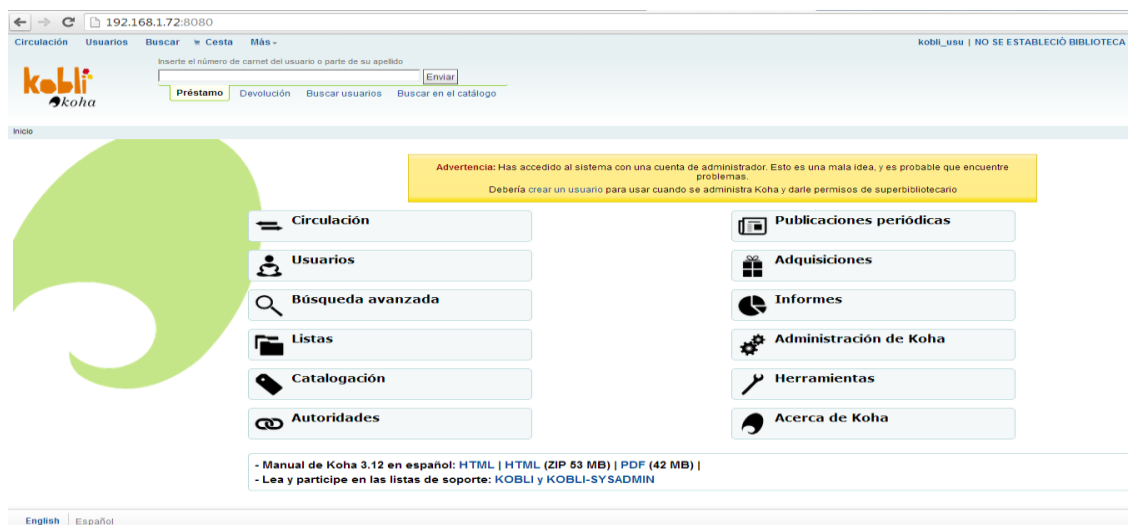 192.168.1.72:8080
Circulación Usuarios Buscar Cesta Más kobli_usu | NO SE ESTABLECIÓ BIBLIOTECA
Inserte el número de carnet del usuario o parte de su apellido
Enviar
kobli
koha
Préstamo Devolución Buscar usuarios Buscar en el catálogo
Inicio
Advertencia: Has accedido al sistema con una cuenta de administrador. Esto es una mala idea, y es probable que encuentre
problemas.
Debería crear un usuario para usar cuando se administra Koha y darle permisos de superbibliotecario
Circulación
Usuarios
Búsqueda avanzada
Listas
Catalogación
Autoridades
Publicaciones periódicas
Adquisiciones
Informes
Administración de Koha
Herramientas
Acerca de Koha
- Manual de Koha 3.12 en español: HTML | HTML (ZIP 53 MB) | PDF (42 MB) |
- Lea y participe en las listas de soporte: KOBLI y KOBLI-SYSADMIN
English Español